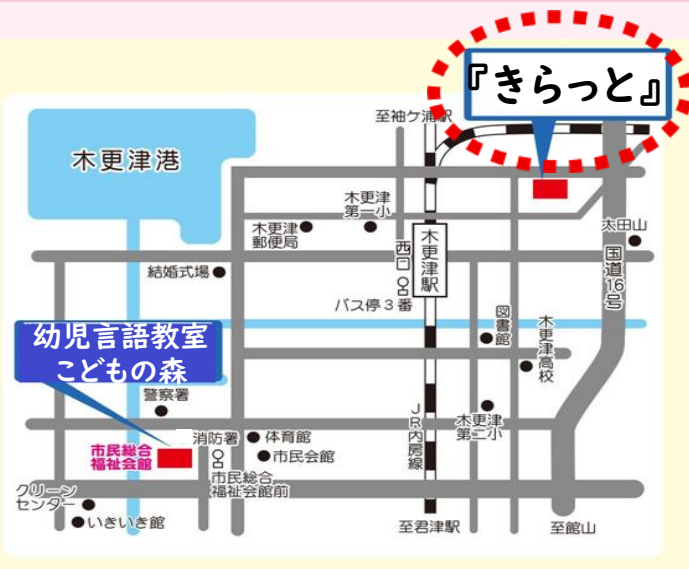 『きらっと』
至袖ケ浦駅
木更津港
木更津
第一小
木更津
郵便局
太田山
西口
木更津駅
国道16号
結婚式場
バス停3番
図書館
木更津高校
幼児言語教室
こどもの森
警察署
JR内房線
木更津
第二小
消防署
体育館
市民総合
福祉会館
市民会館
市民総合
福祉会館前
クリーン
センター
いきいき館
至君津駅
至館山